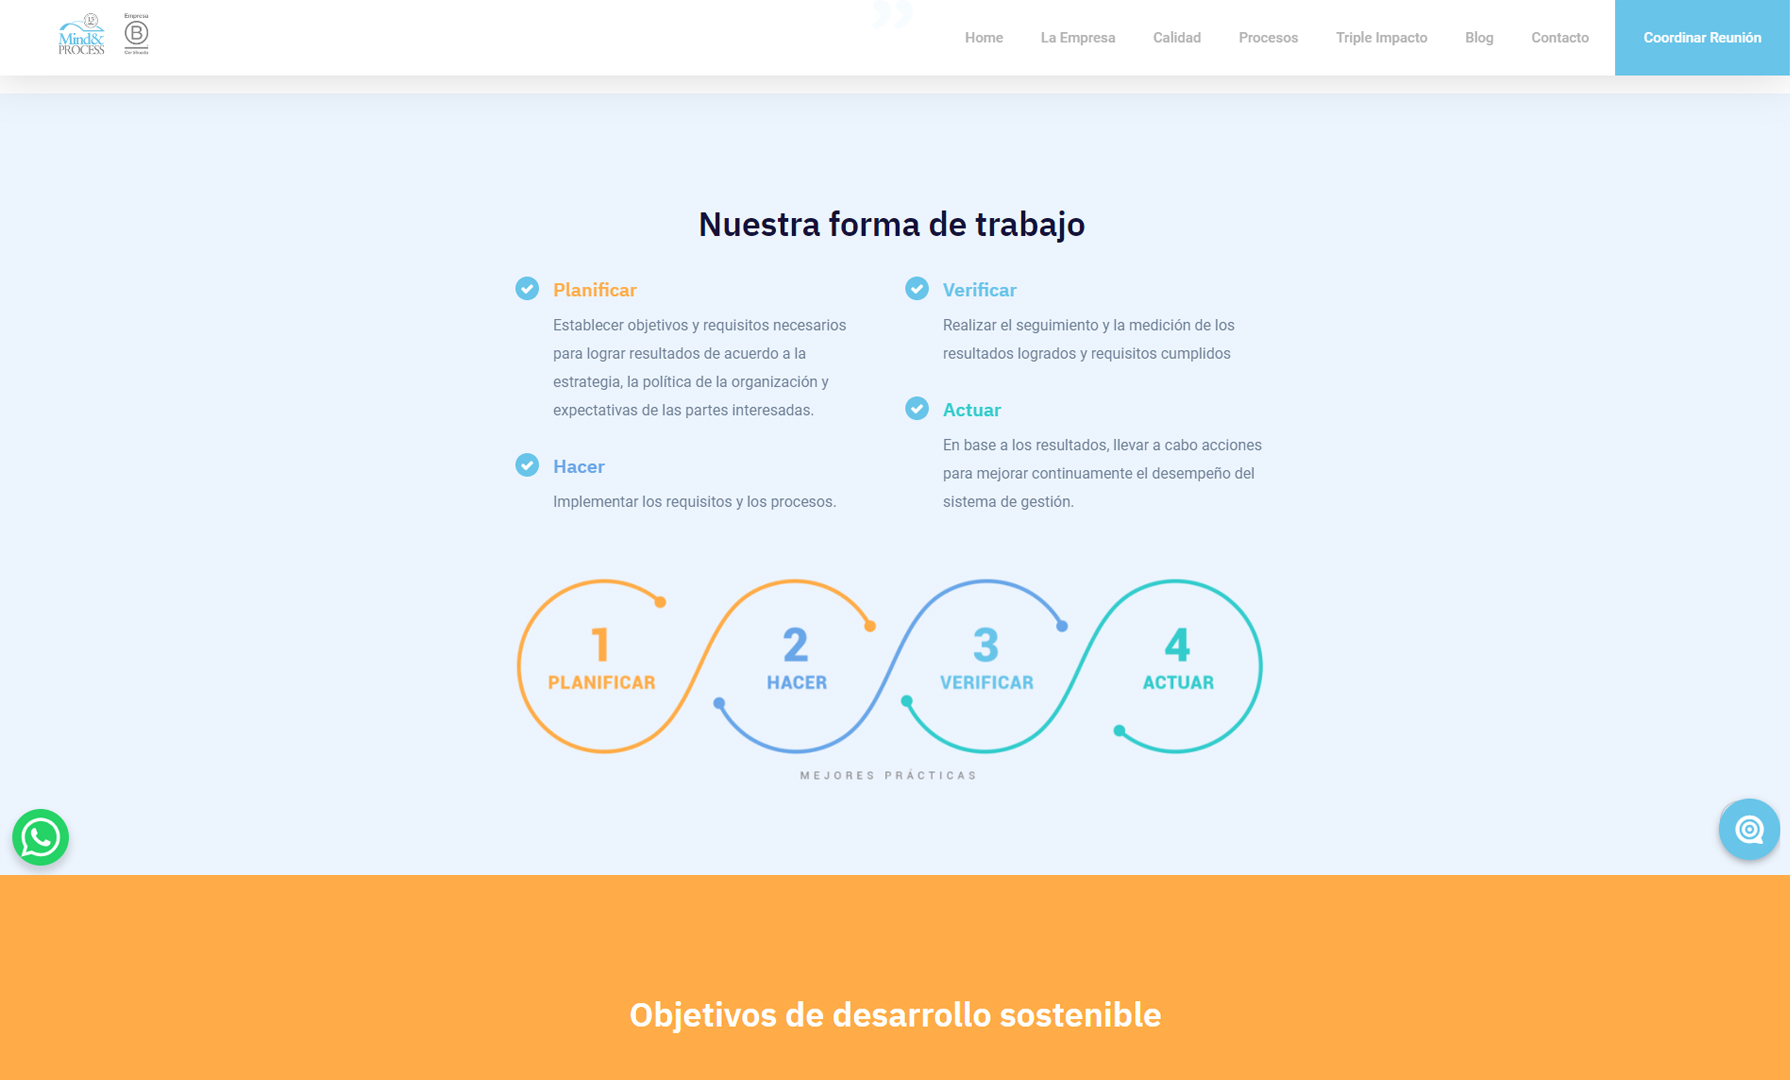 15
Mind&
PROCESS
Empresa
B
Certificada
Home
La Empresa
Calidad
Procesos
Triple Impacto
Blog
Contacto
Coordinar Reunión
Nuestra forma de trabajo
Planificar
Establecer objetivos y requisitos necesarios
para lograr resultados de acuerdo a la
estrategia, la política de la organización y
expectativas de las partes interesadas.
Hacer
Implementar los requisitos y los procesos.
Verificar
Realizar el seguimiento y la medición de los
resultados logrados y requisitos cumplidos
Actuar
En base a los resultados, llevar a cabo acciones
para mejorar continuamente el desempeño del
sistema de gestión.
1
PLANIFICAR
2
HACER
3
VERIFICAR
4
ACTUAR
MEJORES PRÁCTICAS
Objetivos de desarrollo sostenible